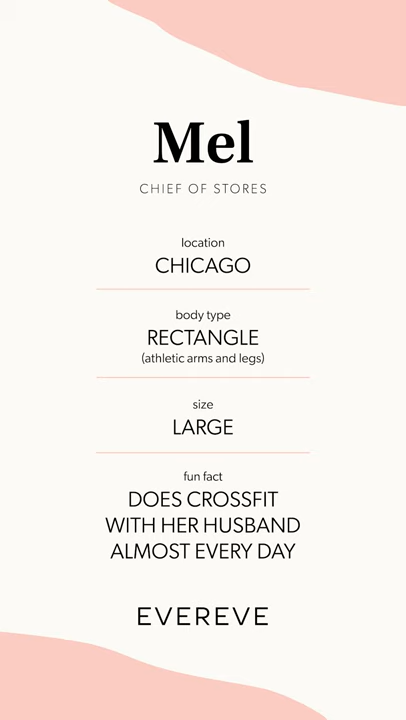 Mel
CHIEF OF STORES
location
CHICAGO
body type
RECTANGLE
(athletic arms and legs)
size
LARGE
fun fact
DOES CROSSFIT
WITH HER HUSBAND
ALMOST EVERY DAY
EVEREVE